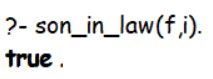 ?- son_in_law(f,i).
true .